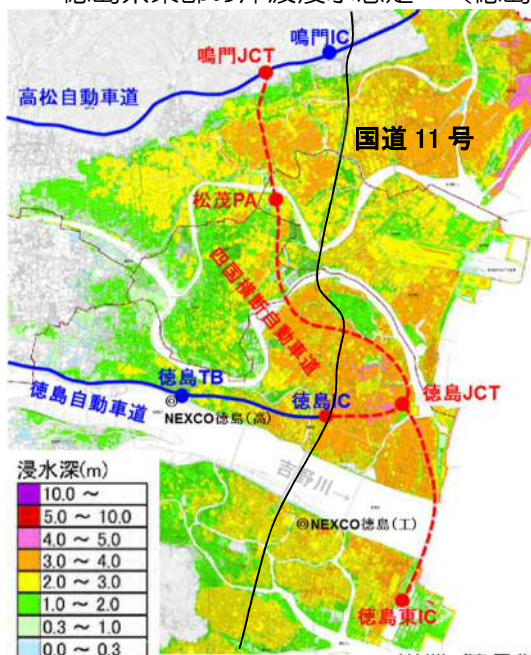 鳴門IC
鳴門JCT
高松自動車道
国道 11 号
松茂PA
四国横断自動車道
徳島TB
徳島自動車道
NEXCO徳島(高)
徳島IC
徳島JCT
吉野川→
NEXCO徳島(工)
徳島東IC
浸水深(m)
10.0 ~
5.0 ~ 10.0
4.0 ~ 5.0
3.0 ~ 4.0
2.0 ~ 3.0
1.0 ~ 2.0
0.3 ~ 1.0
0.0 ~ 0.3